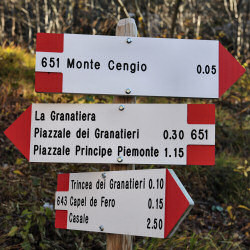 651 Monte Cengio 0.05
La Granatiera
Piazzale dei Granatieri 0.30 651
Piazzale Principe Piemonte 1.15
Trincea dei Granatieri 0.10
643 Capel de Fero 0.15
Casale 2.50